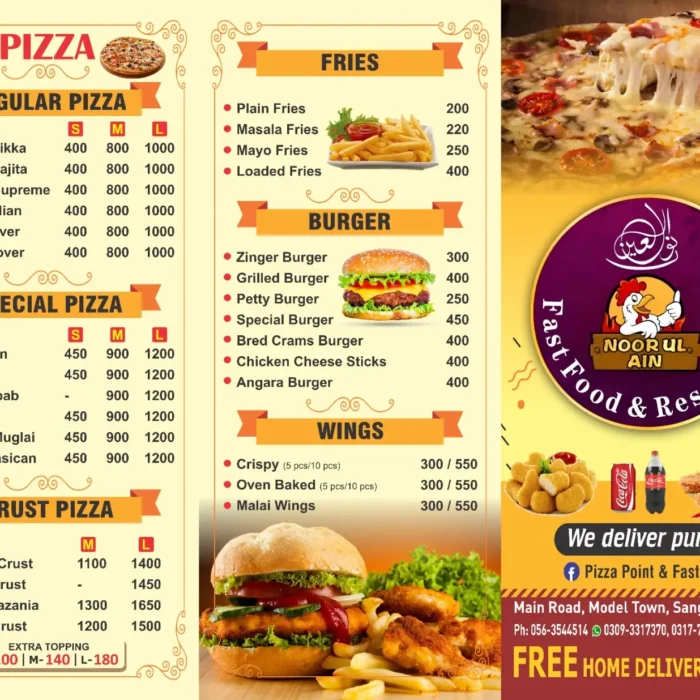 PIZZA
GULAR PIZZA
S M L
ikka 400 800 1000
ajita 400 800 1000
upreme 400 800 1000
lian 400 800 1000
ver 400 800 1000
over 400 800 1000
ECIAL PIZZA
S M L
n 450 900 1200
450 900 1200
bab - 900 1200
450 900 1200
Muglai 450 900 1200
asican 450 900 1200
RUST PIZZA
M L
Crust 1100 1400
rust - 1450
azania 1300 1650
rust 1200 1500
EXTRA TOPPING
00 | M-140 | L-180
FRIES
Plain Fries 200
Masala Fries 220
Mayo Fries 250
Loaded Fries 400
BURGER
Zinger Burger 300
Grilled Burger 400
Petty Burger 250
Special Burger 450
Bred Crams Burger 400
Chicken Cheese Sticks 400
Angara Burger 400
WINGS
Crispy (5 pcs/10 pcs) 300 / 550
Oven Baked (5 pcs/10 pcs) 300 / 550
Malai Wings 300 / 550
نور العين
NOOR UL
AIN
Fast Food & Res
Coca-Cola
We deliver pur
Pizza Point & Fast
Main Road, Model Town, Sang
Ph: 056-3544514 0309-3317370, 0317-7
FREE HOME DELIVER